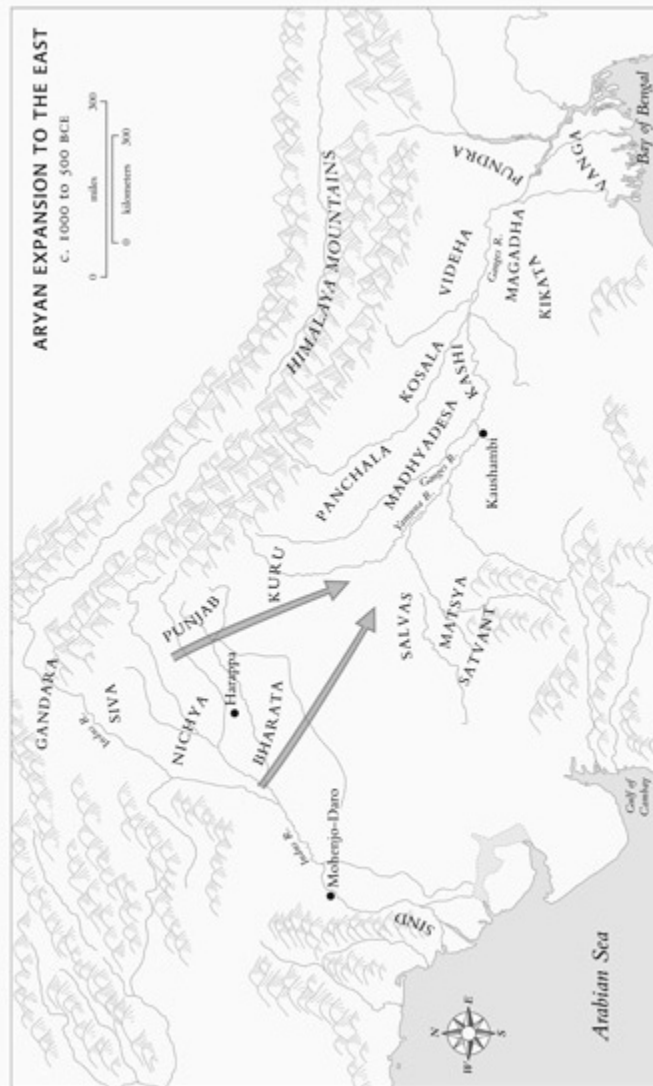 ARYAN EXPANSION TO THE EAST
c. 1000 to 500 BCE
0 miles 300
0 kilometers 300
GANDARA
SIVA
Indus R.
NICHYA
PUNJAB
Harappa
BHARATA
Indus R.
Mohenjo-Daro
SIND
KURU
HIMALAYA MOUNTAINS
PANCHALA
MADHYADESA
Ganges R.
Yamuna R.
KOSALA
KASHI
VIDEHA
Ganges R.
MAGADHA
KIKATA
PUNDRA
VANGA
Bay of Bengal
Kaushambi
SALVAS
MATSYA
SATVANT
Gulf of
Cambay
Arabian Sea
N
W
E
S